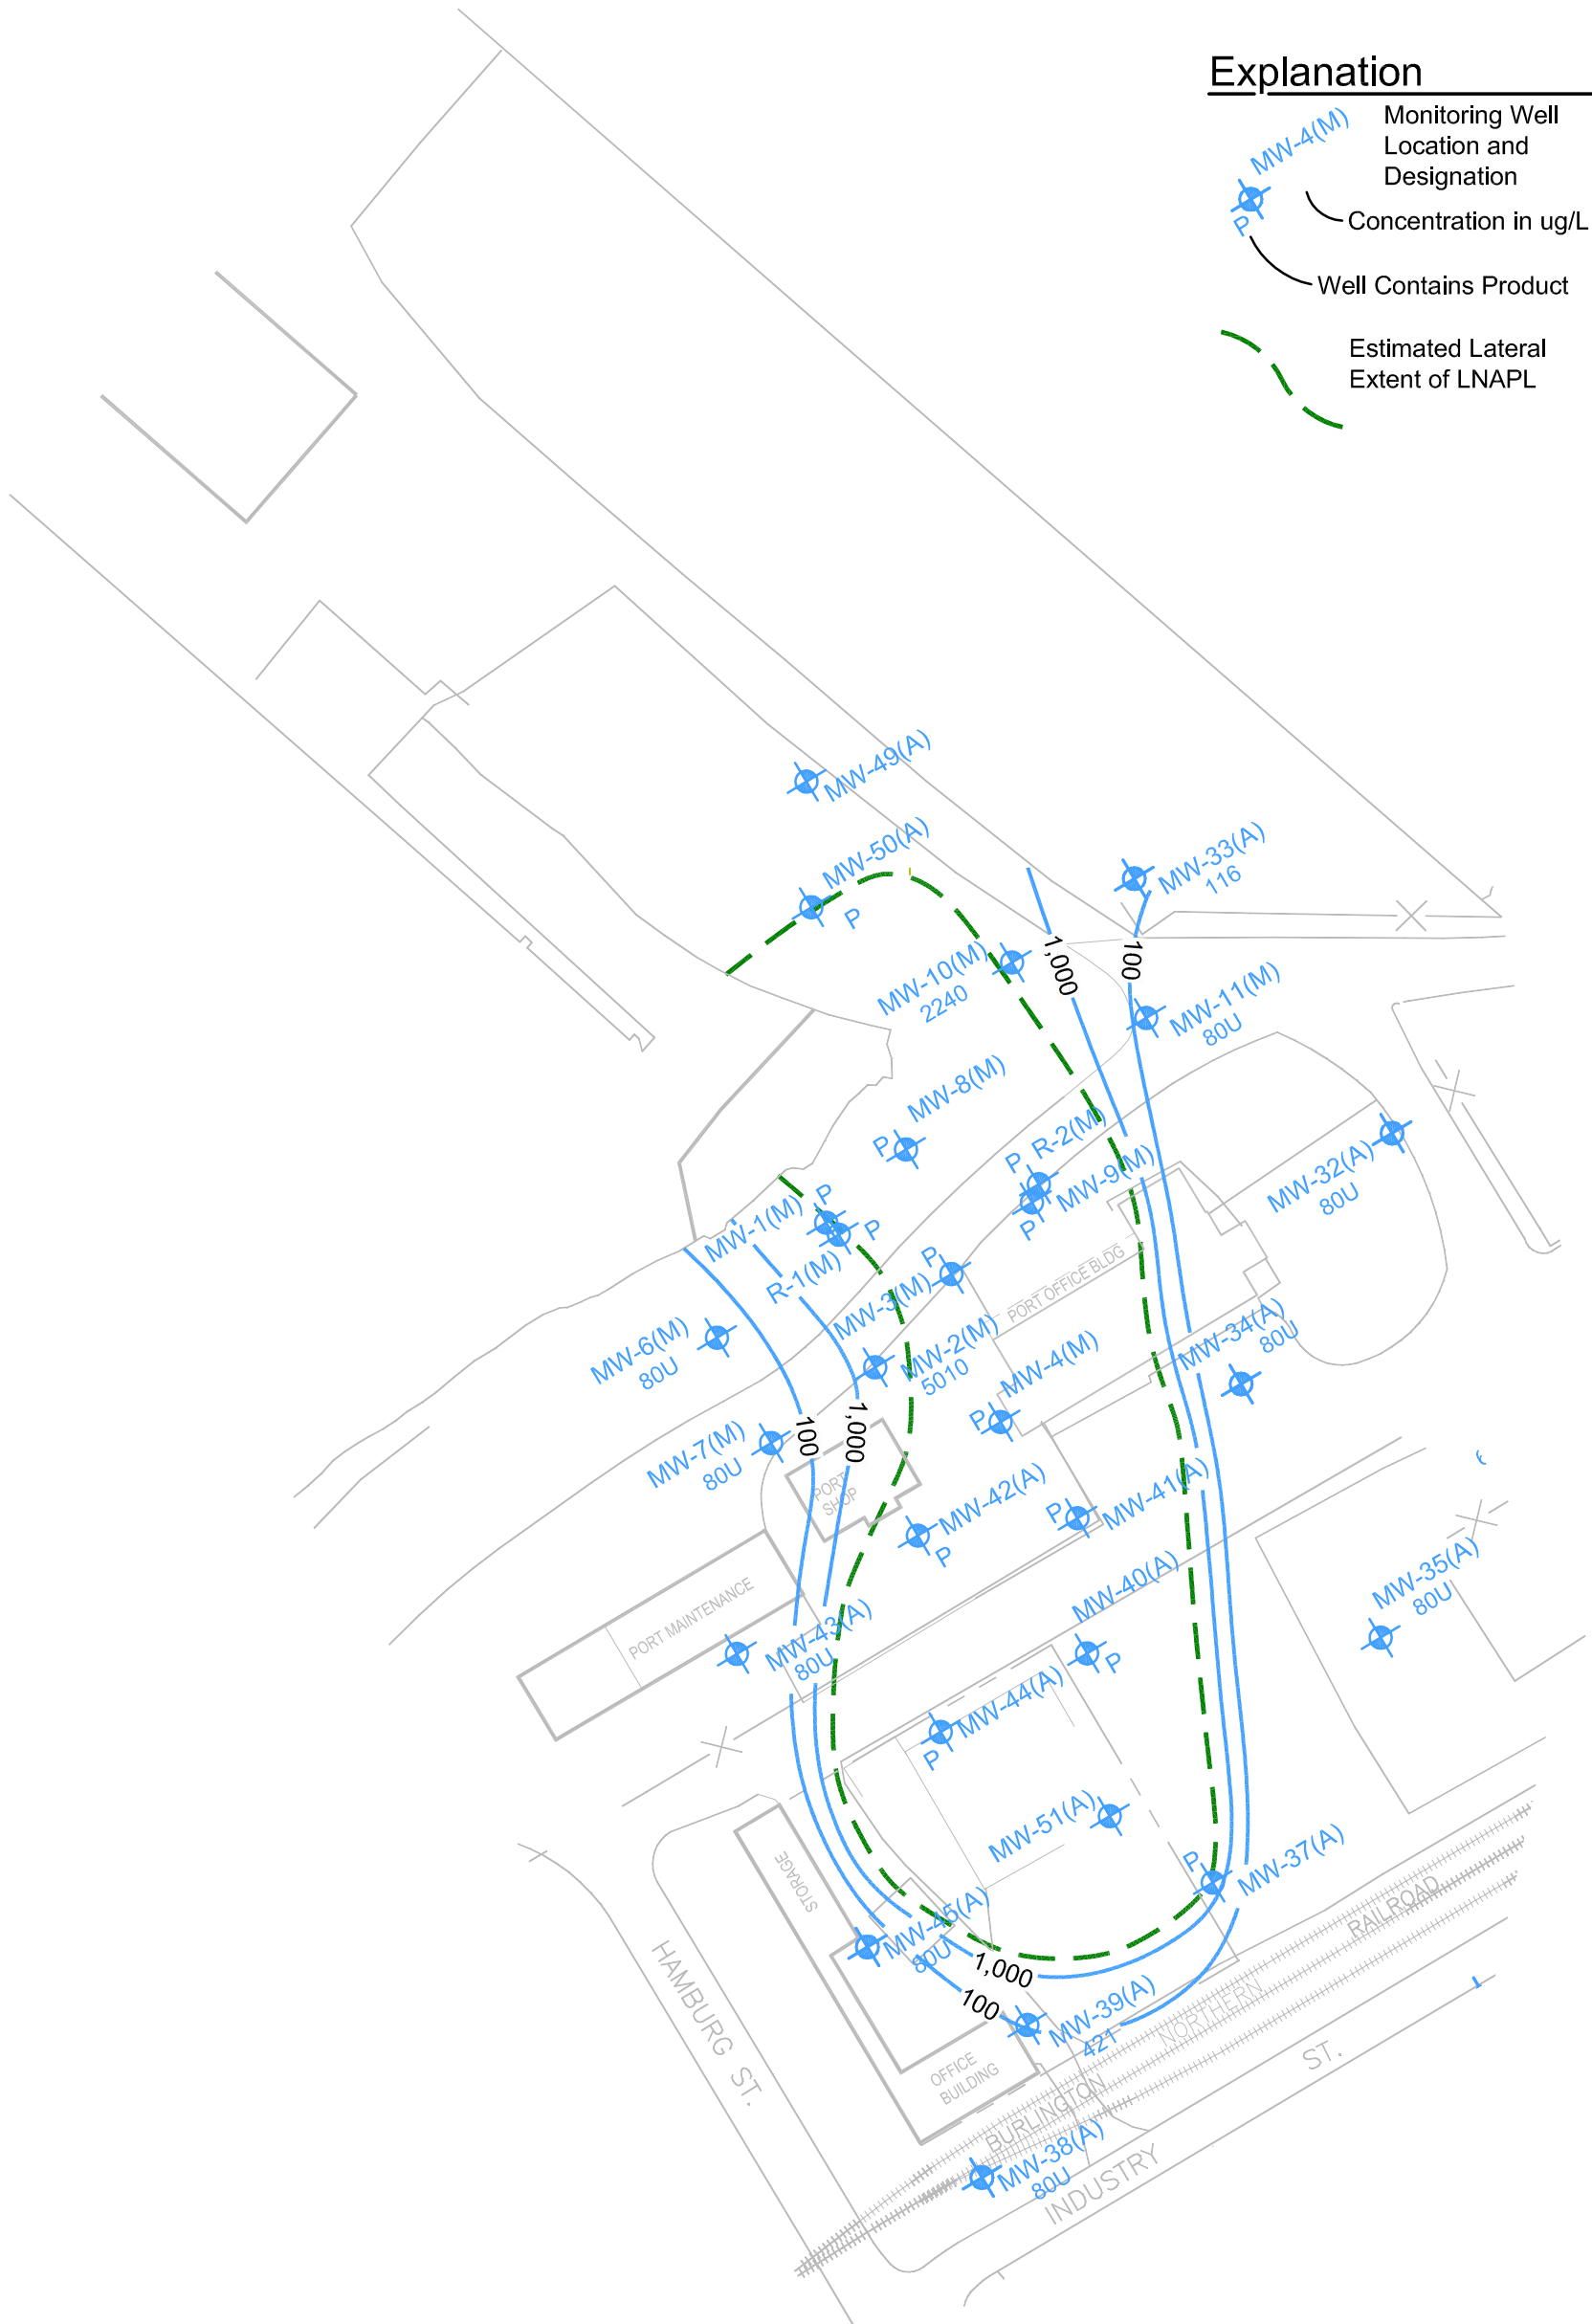 Explanation
MW-4(M)
Monitoring Well
Location and
Designation
P
Concentration in ug/L
Well Contains Product
Estimated Lateral
Extent of LNAPL
MW-49(A)
MW-50(A)
P
MW-33(A)
116
MW-10(M)
2240
1,000
100
MW-11(M)
80U
MW-8(M)
P
R-2(M)
P
MW-9(M)
P
MW-32(A)
80U
MW-1(M)
P
R-1(M)
P
MW-3(M)
P
PORT OFFICE BLDG
MW-6(M)
80U
MW-2(M)
5010
MW-4(M)
P
MW-34(A)
80U
MW-7(M)
80U
100
1,000
PORT
SHOP
MW-42(A)
P
MW-41(A)
P
MW-40(A)
P
MW-35(A)
80U
PORT MAINTENANCE
MW-43(A)
80U
MW-44(A)
P
MW-51(A)
MW-37(A)
P
STORAGE
MW-45(A)
80U
1,000
100
MW-39(A)
421
OFFICE
BUILDING
HAMBURG ST.
BURLINGTON
NORTHERN
RAILROAD
MW-38(A)
80U
INDUSTRY
ST.